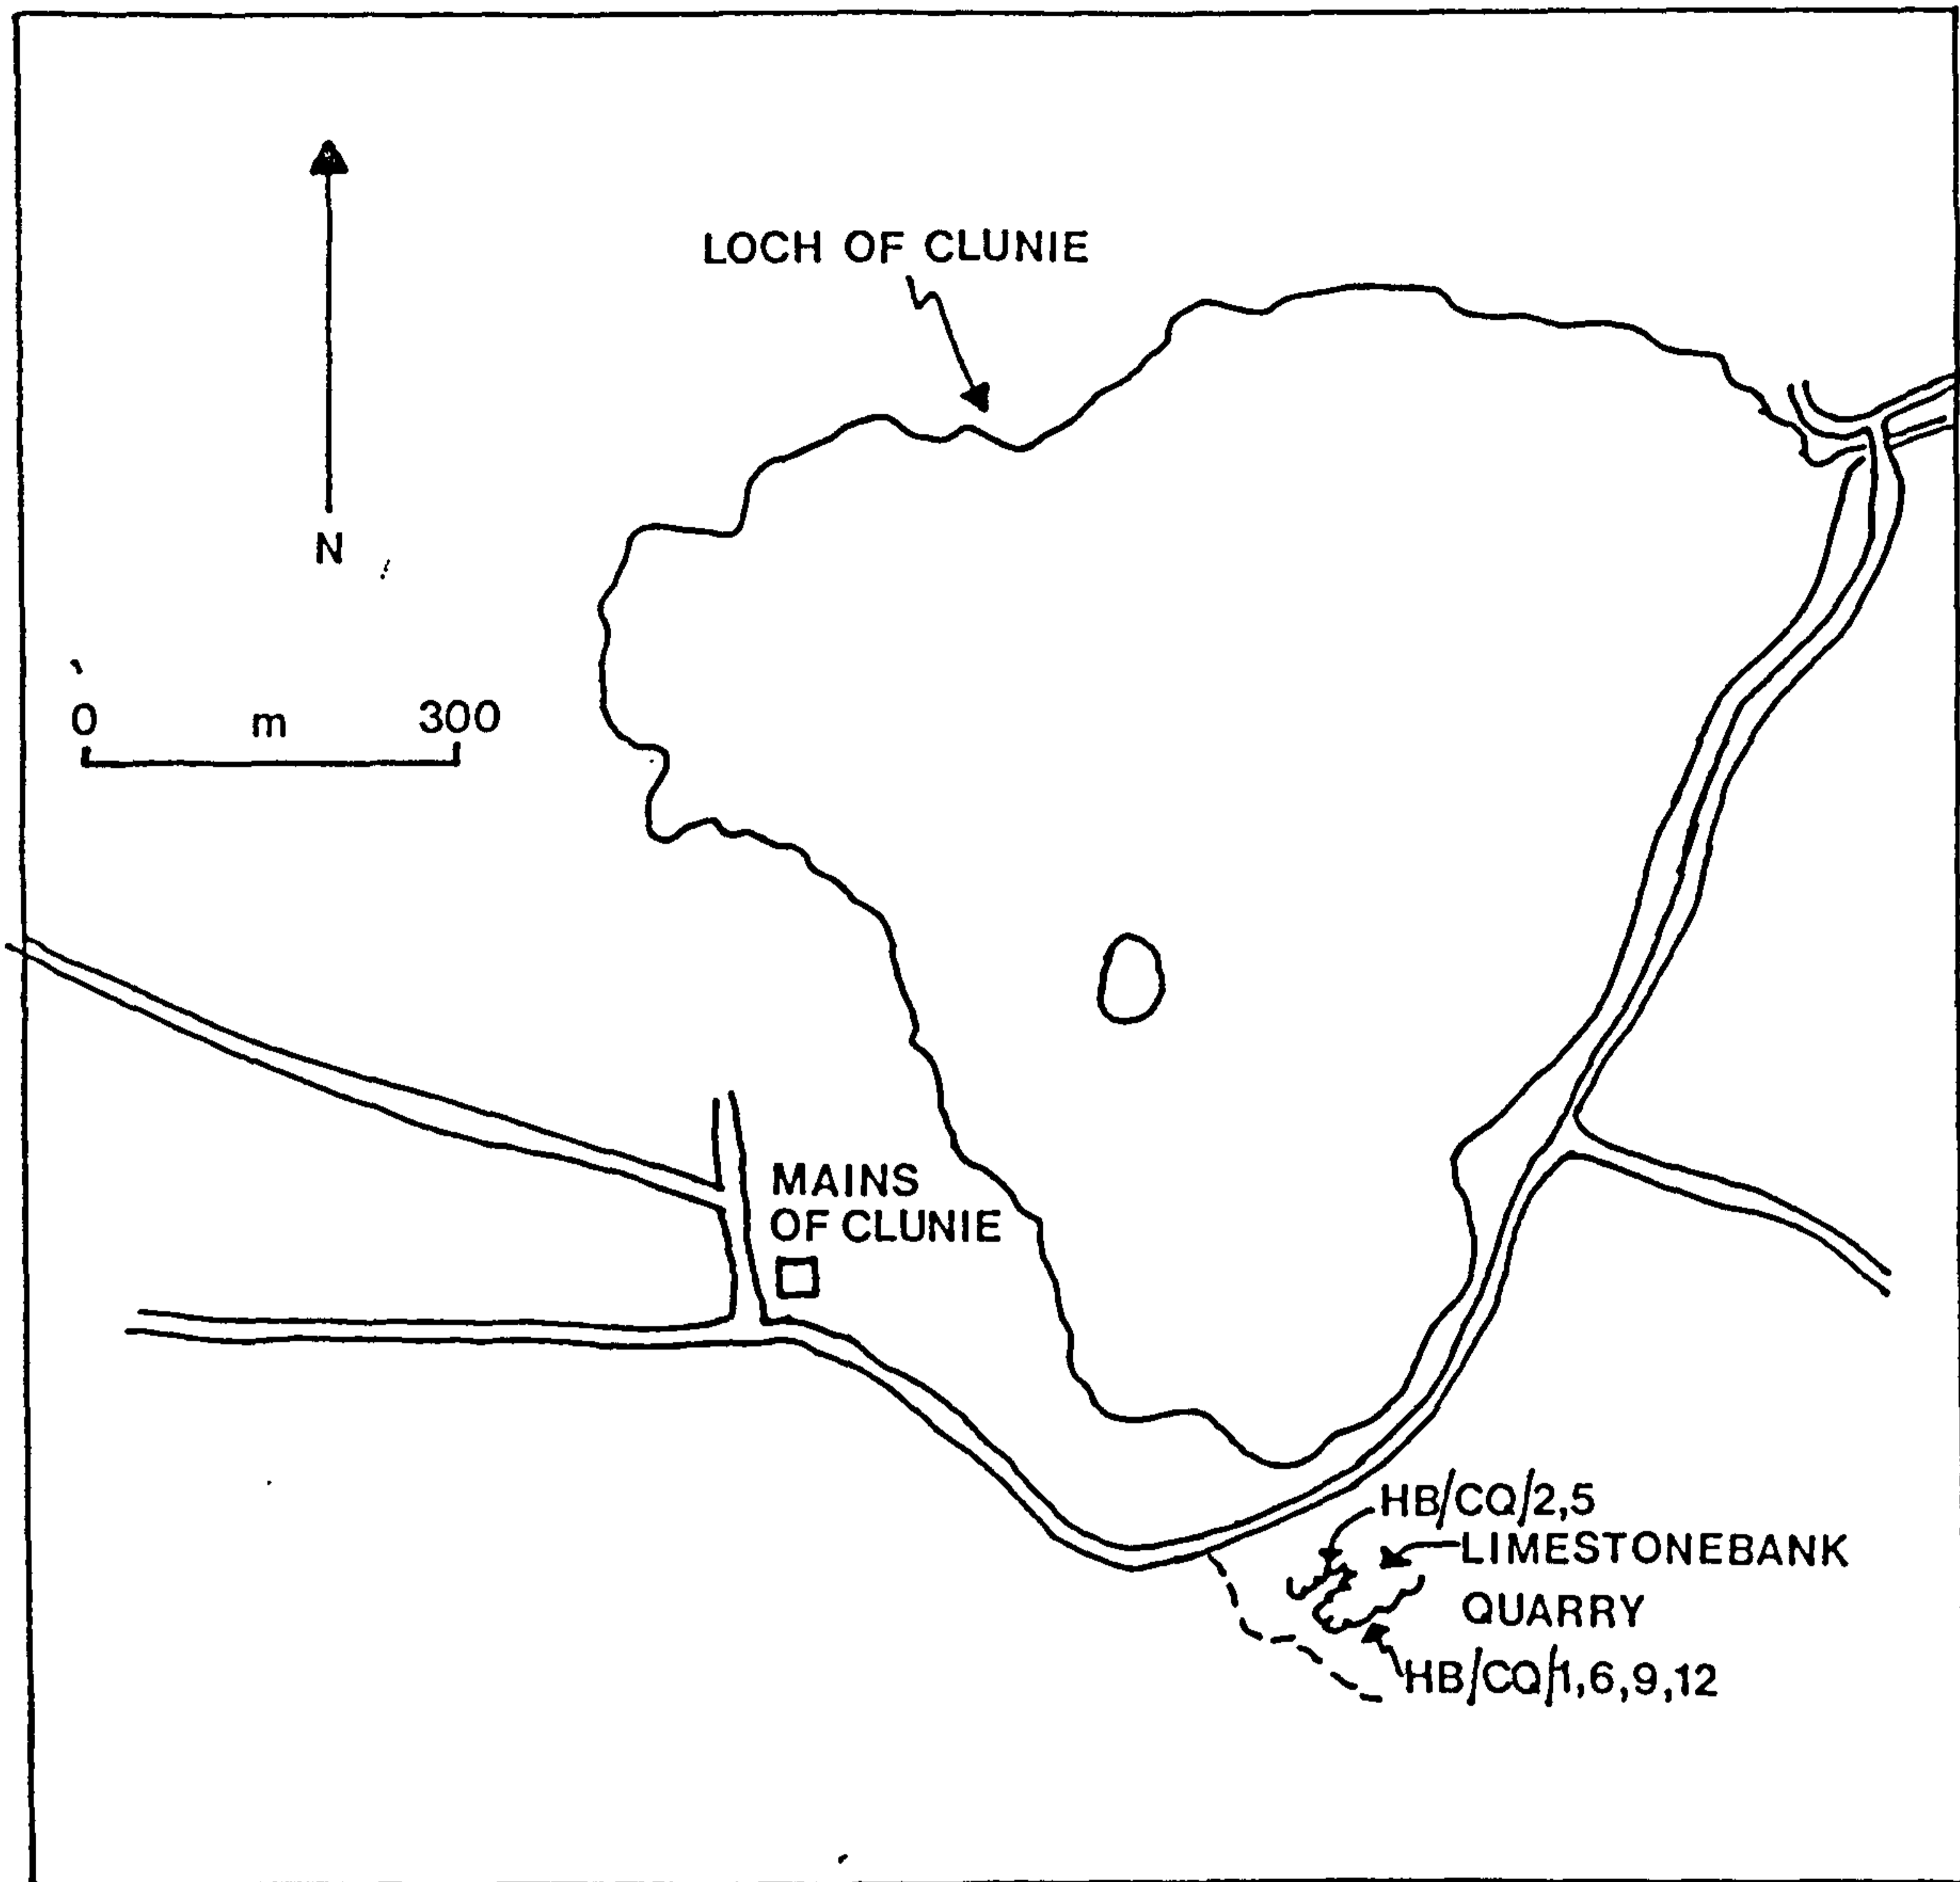 LOCH OF CLUNIE
N
0 m 300
MAINS
OF CLUNIE
HB/CQ/2,5
LIMESTONEBANK
QUARRY
HB/CQ/1,6,9,12